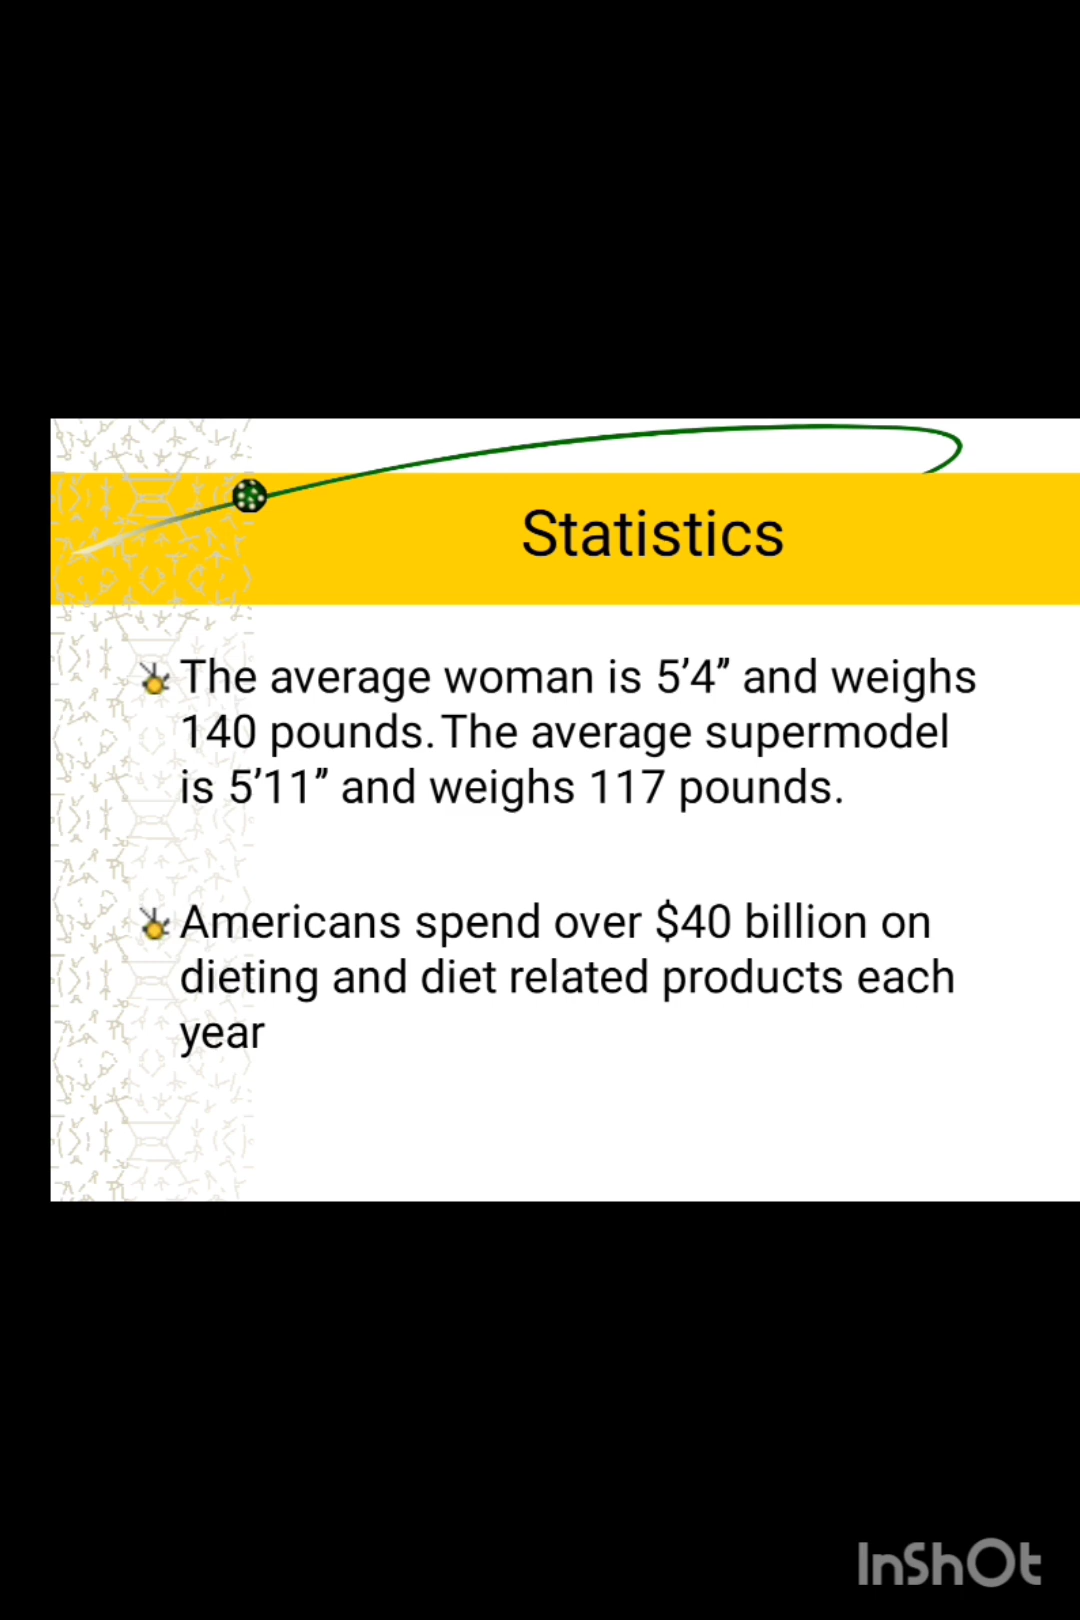 Statistics
The average woman is 5’4” and weighs
140 pounds. The average supermodel
is 5’11” and weighs 117 pounds.
Americans spend over $40 billion on
dieting and diet related products each
year
InShOt